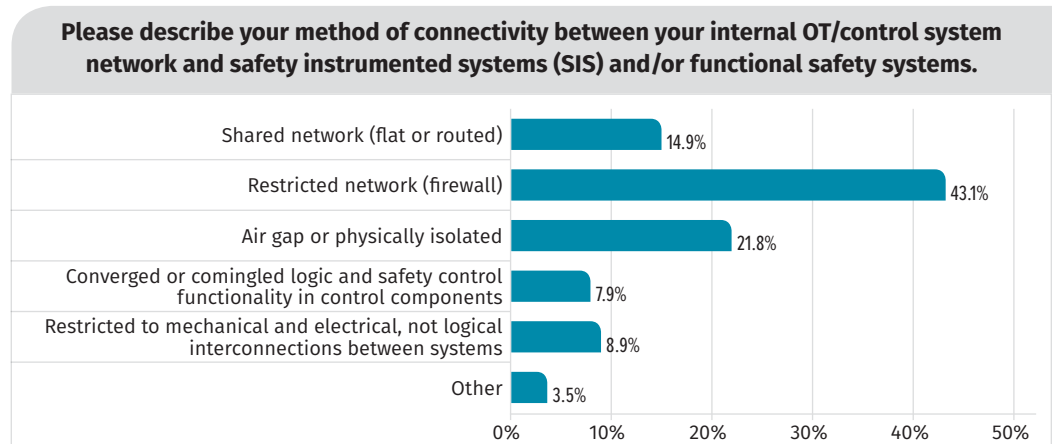 Please describe your method of connectivity between your internal OT/control system
network and safety instrumented systems (SIS) and/or functional safety systems.
Shared network (flat or routed)
14.9%
Restricted network (firewall)
43.1%
Air gap or physically isolated
21.8%
Converged or comingled logic and safety control
functionality in control components
7.9%
Restricted to mechanical and electrical, not logical
interconnections between systems
8.9%
Other
3.5%
0% 10% 20% 30% 40% 50%